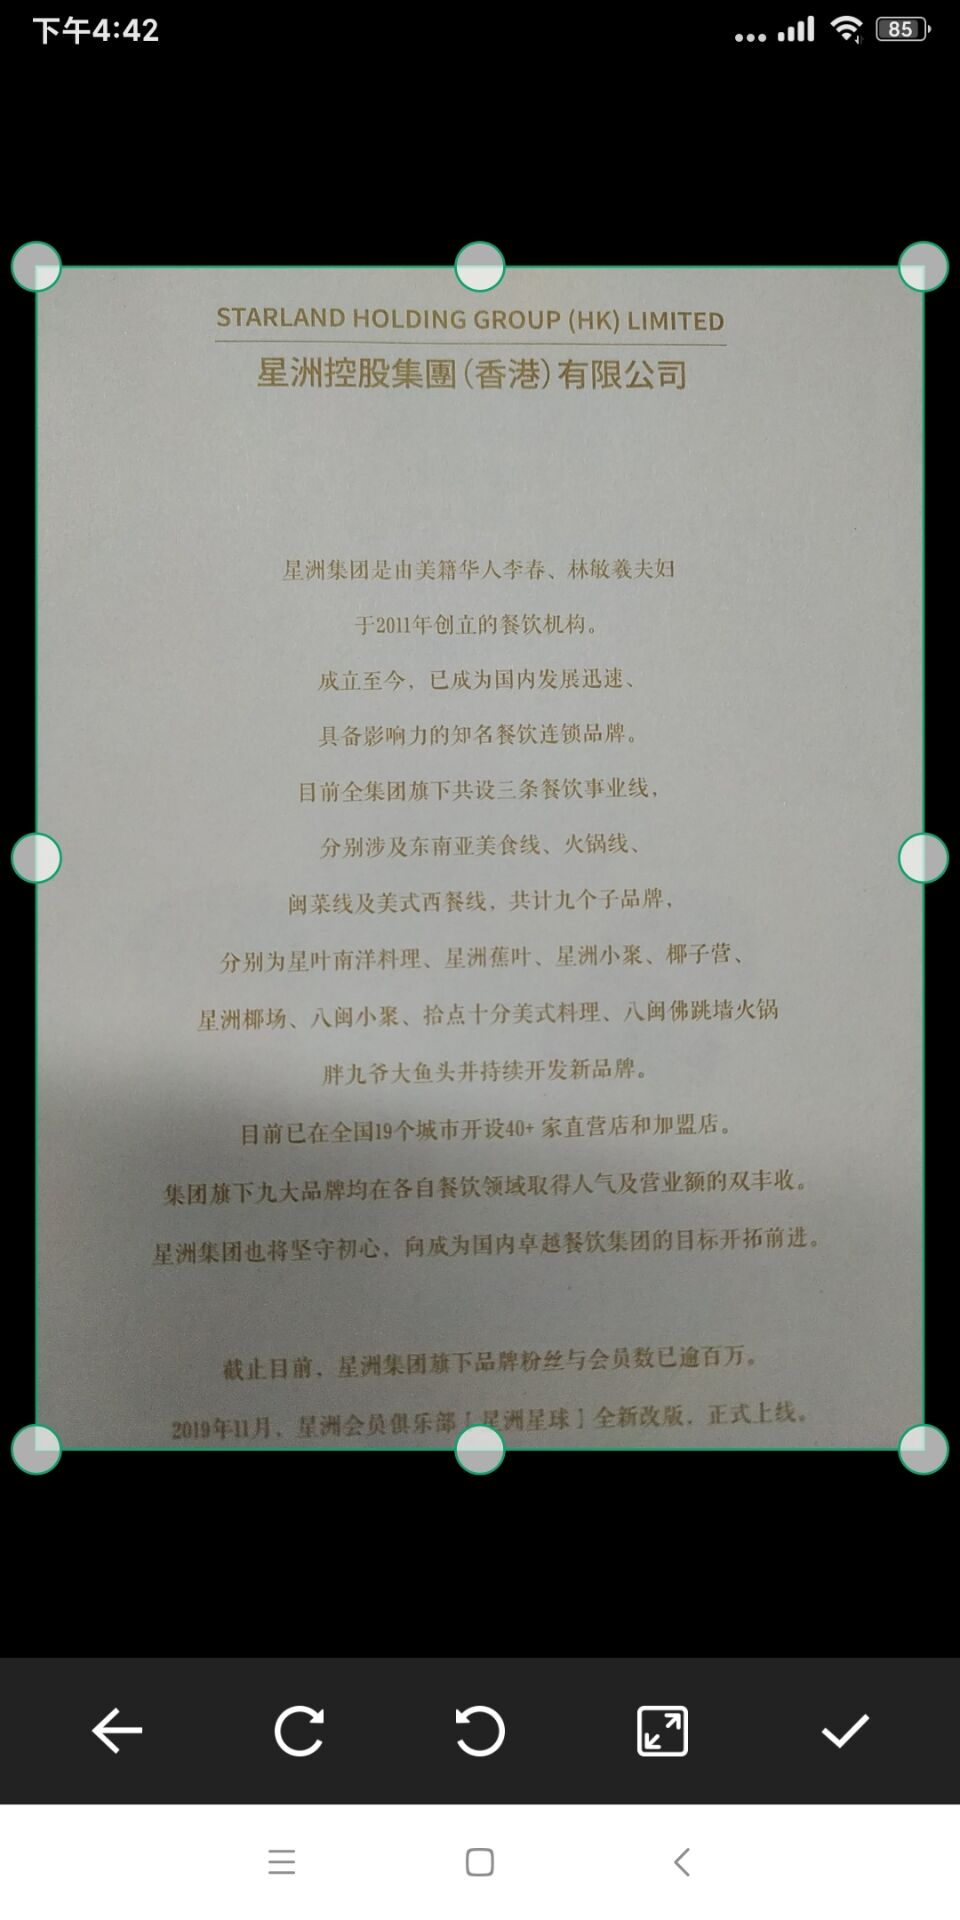 下午4:42
85
STARLAND HOLDING GROUP (HK) LIMITED
星洲控股集團(香港)有限公司
星洲集团是由美籍华人李春、林敏羲夫妇
于2011年创立的餐饮机构。
成立至今，已成为国内发展迅速、
具备影响力的知名餐饮连锁品牌。
目前全集团旗下共设三条餐饮事业线，
分别涉及东南亚美食线、火锅线、
闽菜线及美式西餐线，共计九个子品牌，
分别为星叶南洋料理、星洲蕉叶、星洲小聚、椰子营、
星洲椰场、八闽小聚、拾点十分美式料理、八闽佛跳墙火锅
胖九爷大鱼头并持续开发新品牌。
目前已在全国19个城市开设40+ 家直营店和加盟店。
集团旗下九大品牌均在各自餐饮领域取得人气及营业额的双丰收。
星洲集团也将坚守初心，向成为国内卓越餐饮集团的目标开拓前进。
截止目前，星洲集团旗下品牌粉丝与会员数已逾百万。
2019年11月，星洲会员俱乐部［星洲星球］全新改版，正式上线。